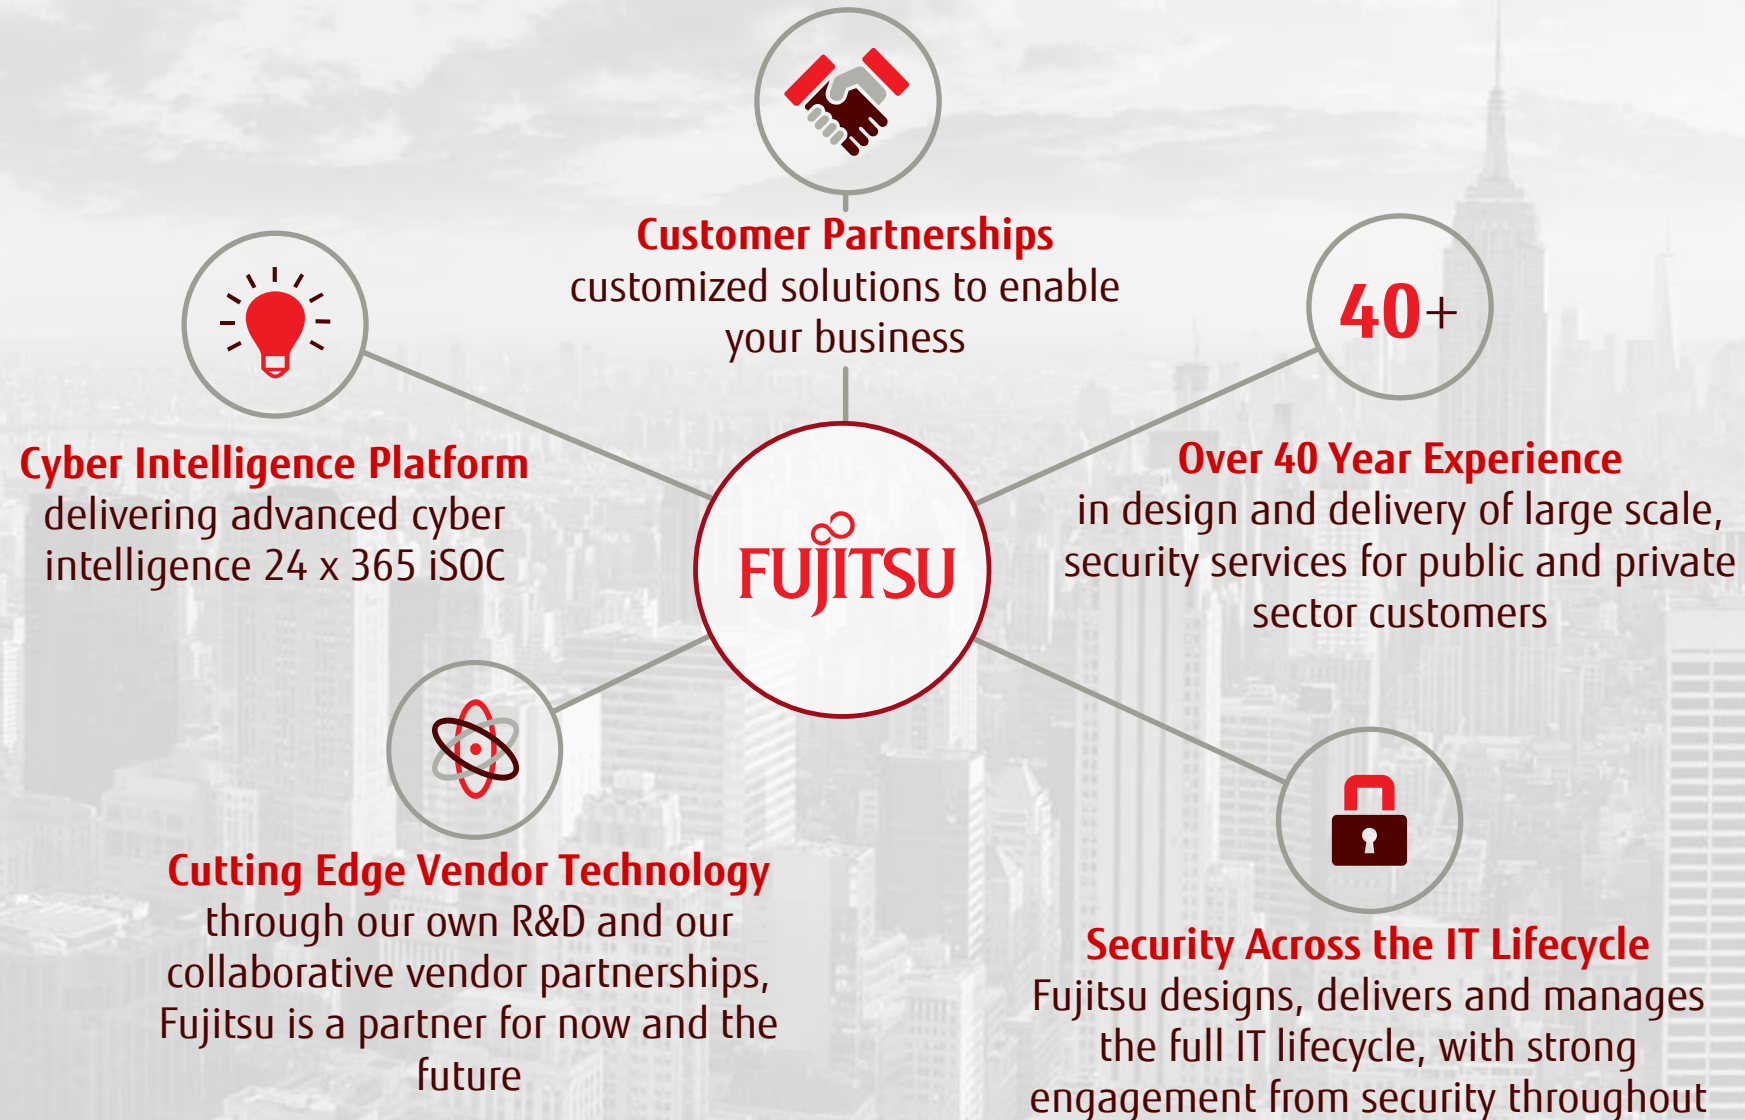 Customer Partnerships
customized solutions to enable
your business
40+
Cyber Intelligence Platform
delivering advanced cyber
intelligence 24 x 365 iSOC
Over 40 Year Experience
in design and delivery of large scale,
security services for public and private
sector customers
FUJITSU
Cutting Edge Vendor Technology
through our own R&D and our
collaborative vendor partnerships,
Fujitsu is a partner for now and the
future
Security Across the IT Lifecycle
Fujitsu designs, delivers and manages
the full IT lifecycle, with strong
engagement from security throughout